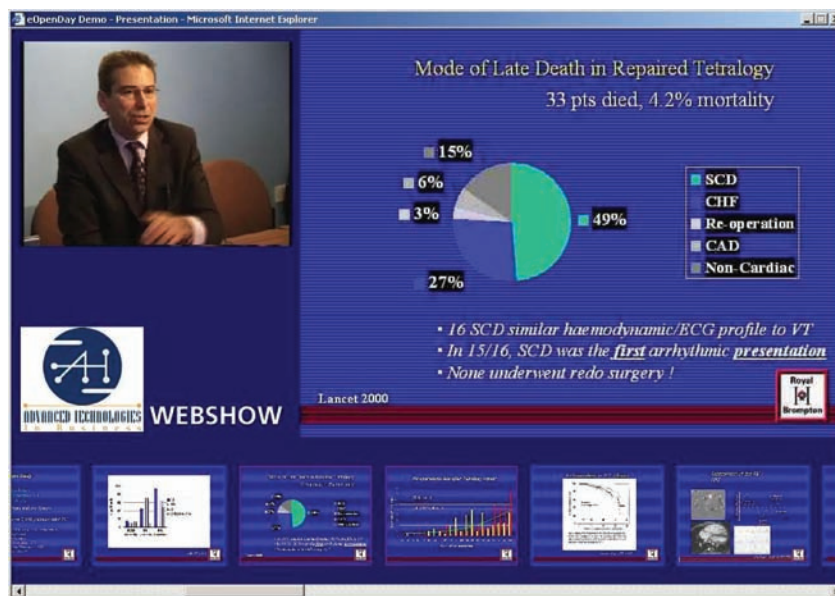 eOpenDay Demo - Presentation - Microsoft Internet Explorer
Mode of Late Death in Repaired Tetralogy
33 pts died, 4.2% mortality
15%
6%
3%
27%
49%
SCD
CHF
Re-operation
CAD
Non-Cardiac
• 16 SCD similar haemodynamic/ECG profile to VT
• In 15/16, SCD was the first arrhythmic presentation
• None underwent redo surgery !
Lancet 2000
Royal
Brompton
ADVANCED TECHNOLOGIES
In Business
WEBSHOW